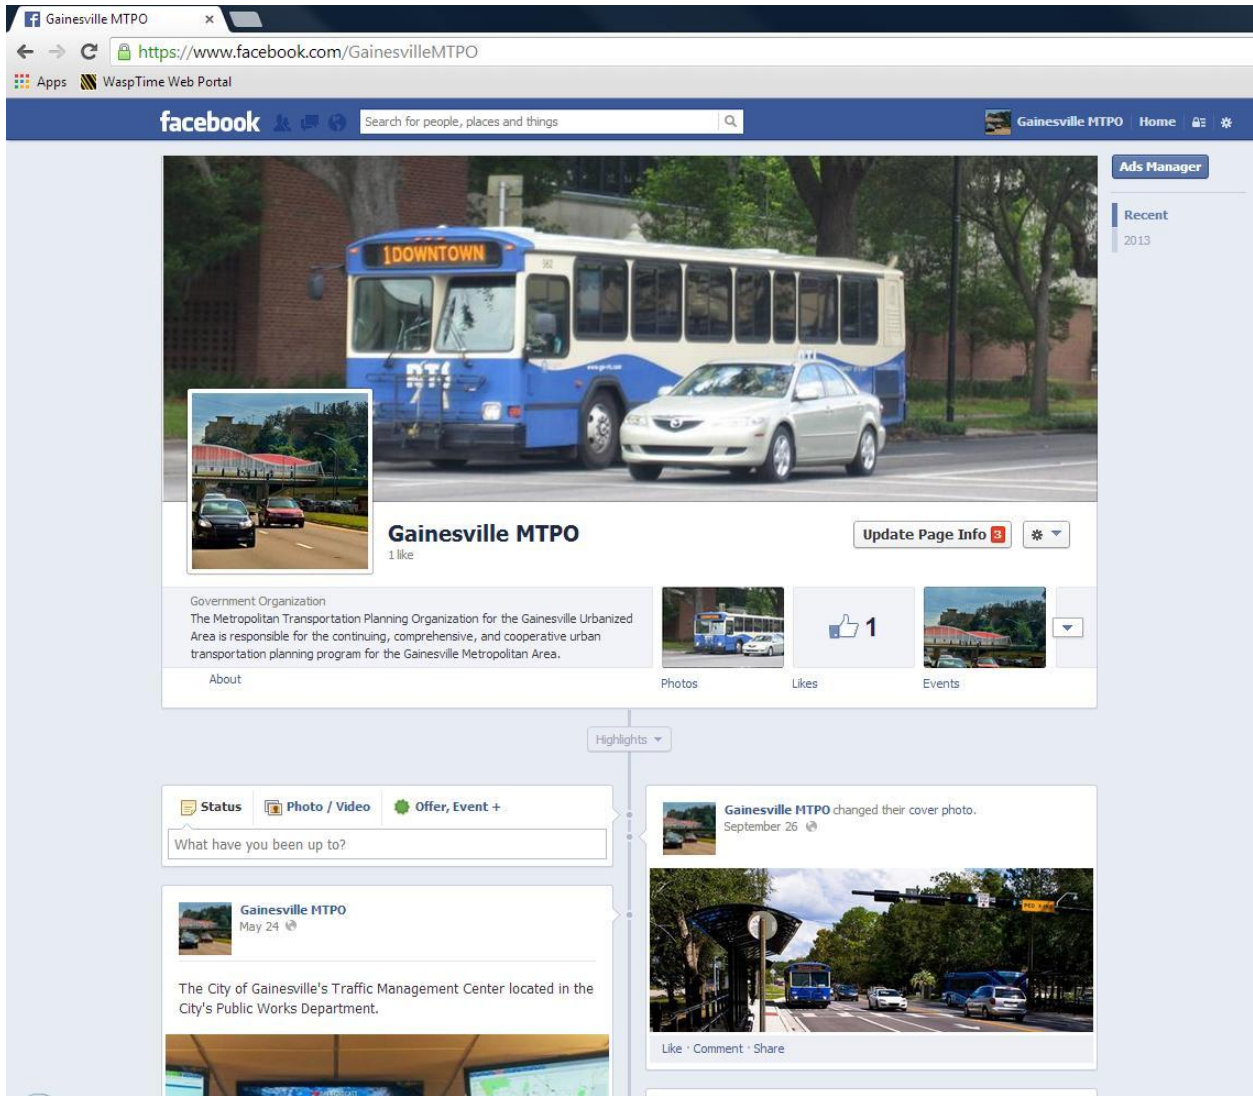 Gainesville MTPO
https://www.facebook.com/GainesvilleMTPO
Apps WaspTime Web Portal
facebook Search for people, places and things Gainesville MTPO Home
Ads Manager
Recent
2013
1DOWNTOWN
982
RTS
Gainesville MTPO
1 like
Update Page Info 3
Government Organization
The Metropolitan Transportation Planning Organization for the Gainesville Urbanized
Area is responsible for the continuing, comprehensive, and cooperative urban
transportation planning program for the Gainesville Metropolitan Area.
About
1
Photos Likes Events
Highlights
Status Photo / Video Offer, Event +
What have you been up to?
Gainesville MTPO
May 24
The City of Gainesville's Traffic Management Center located in the
City's Public Works Department.
Gainesville MTPO changed their cover photo.
September 26
Like · Comment · Share